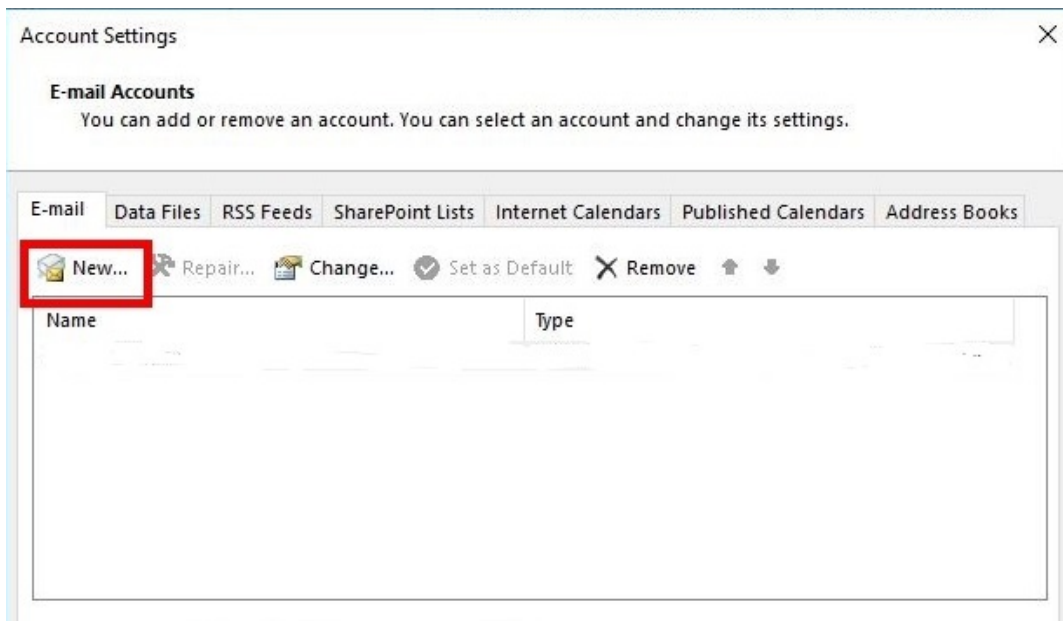 Account Settings
E-mail Accounts
You can add or remove an account. You can select an account and change its settings.
E-mail Data Files RSS Feeds SharePoint Lists Internet Calendars Published Calendars Address Books
New... Repair... Change... Set as Default Remove
Name Type